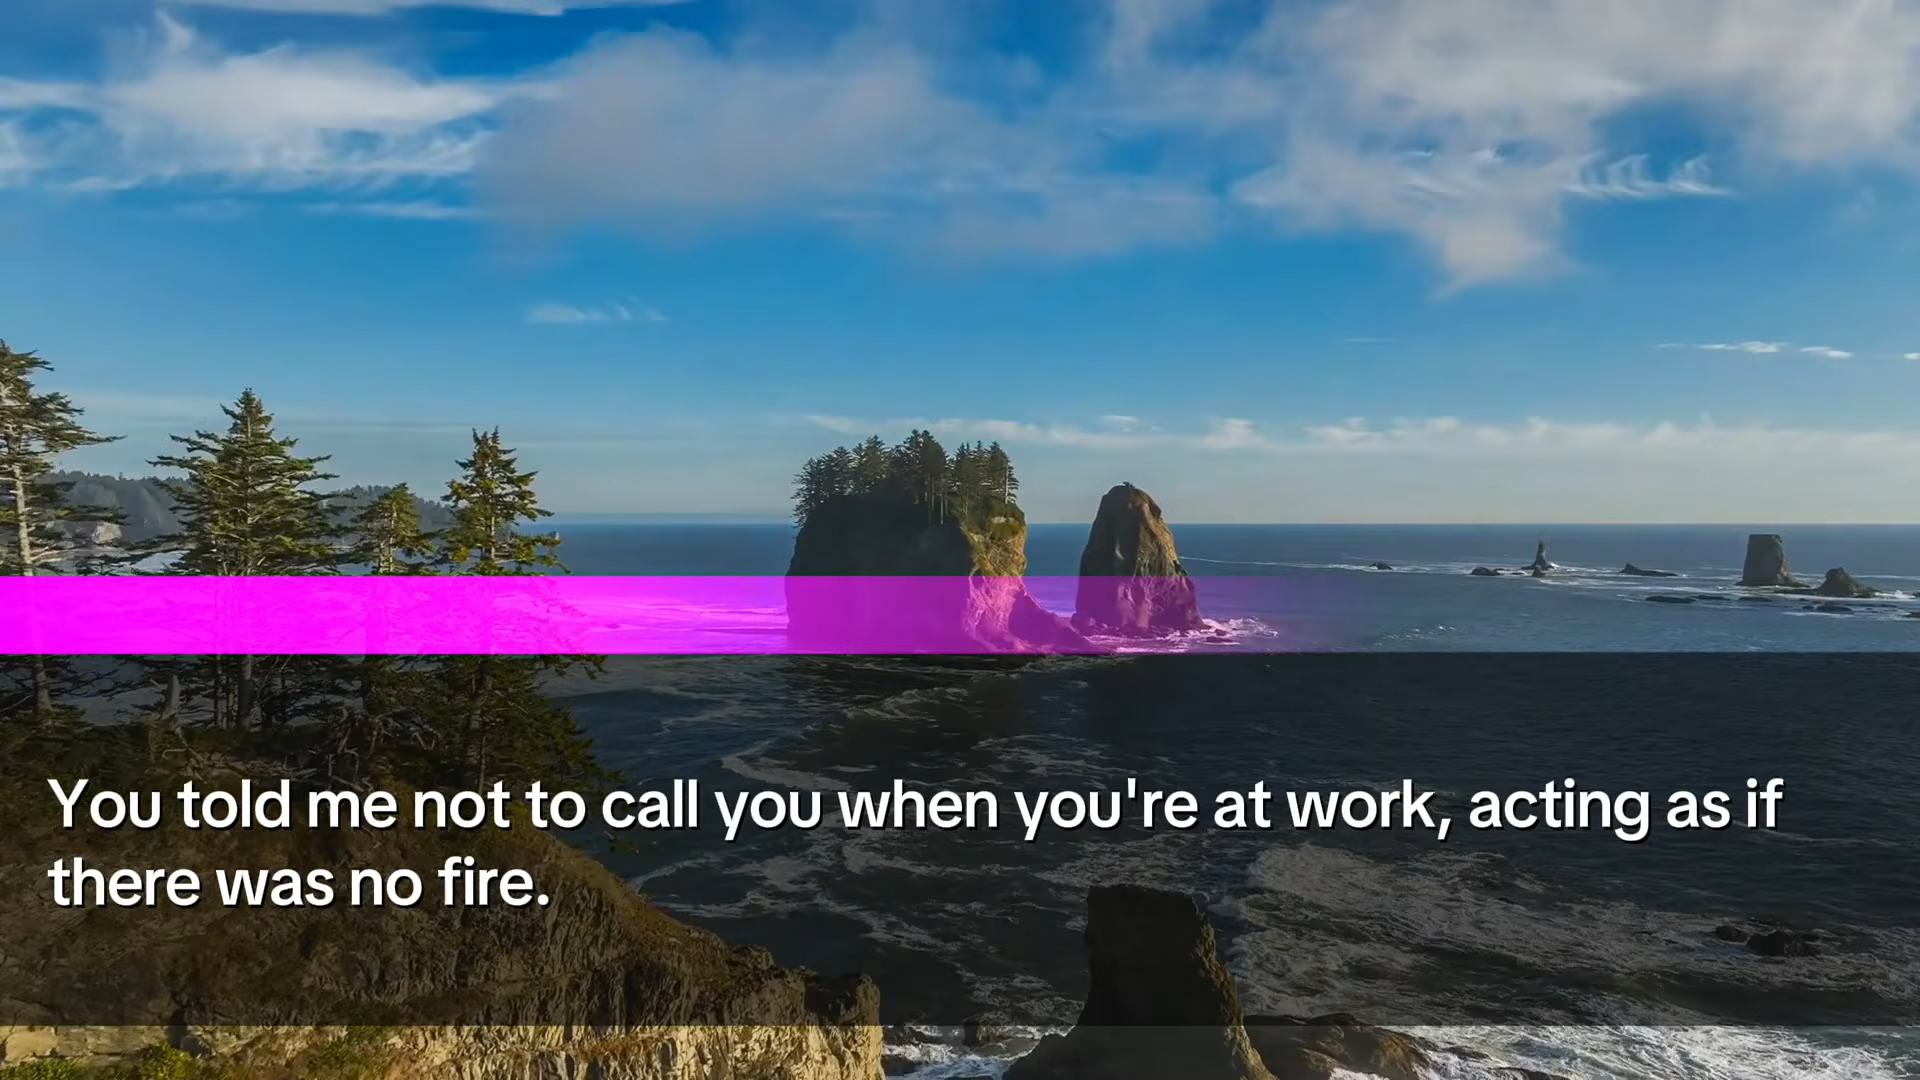 You told me not to call you when you're at work, acting as if
there was no fire.